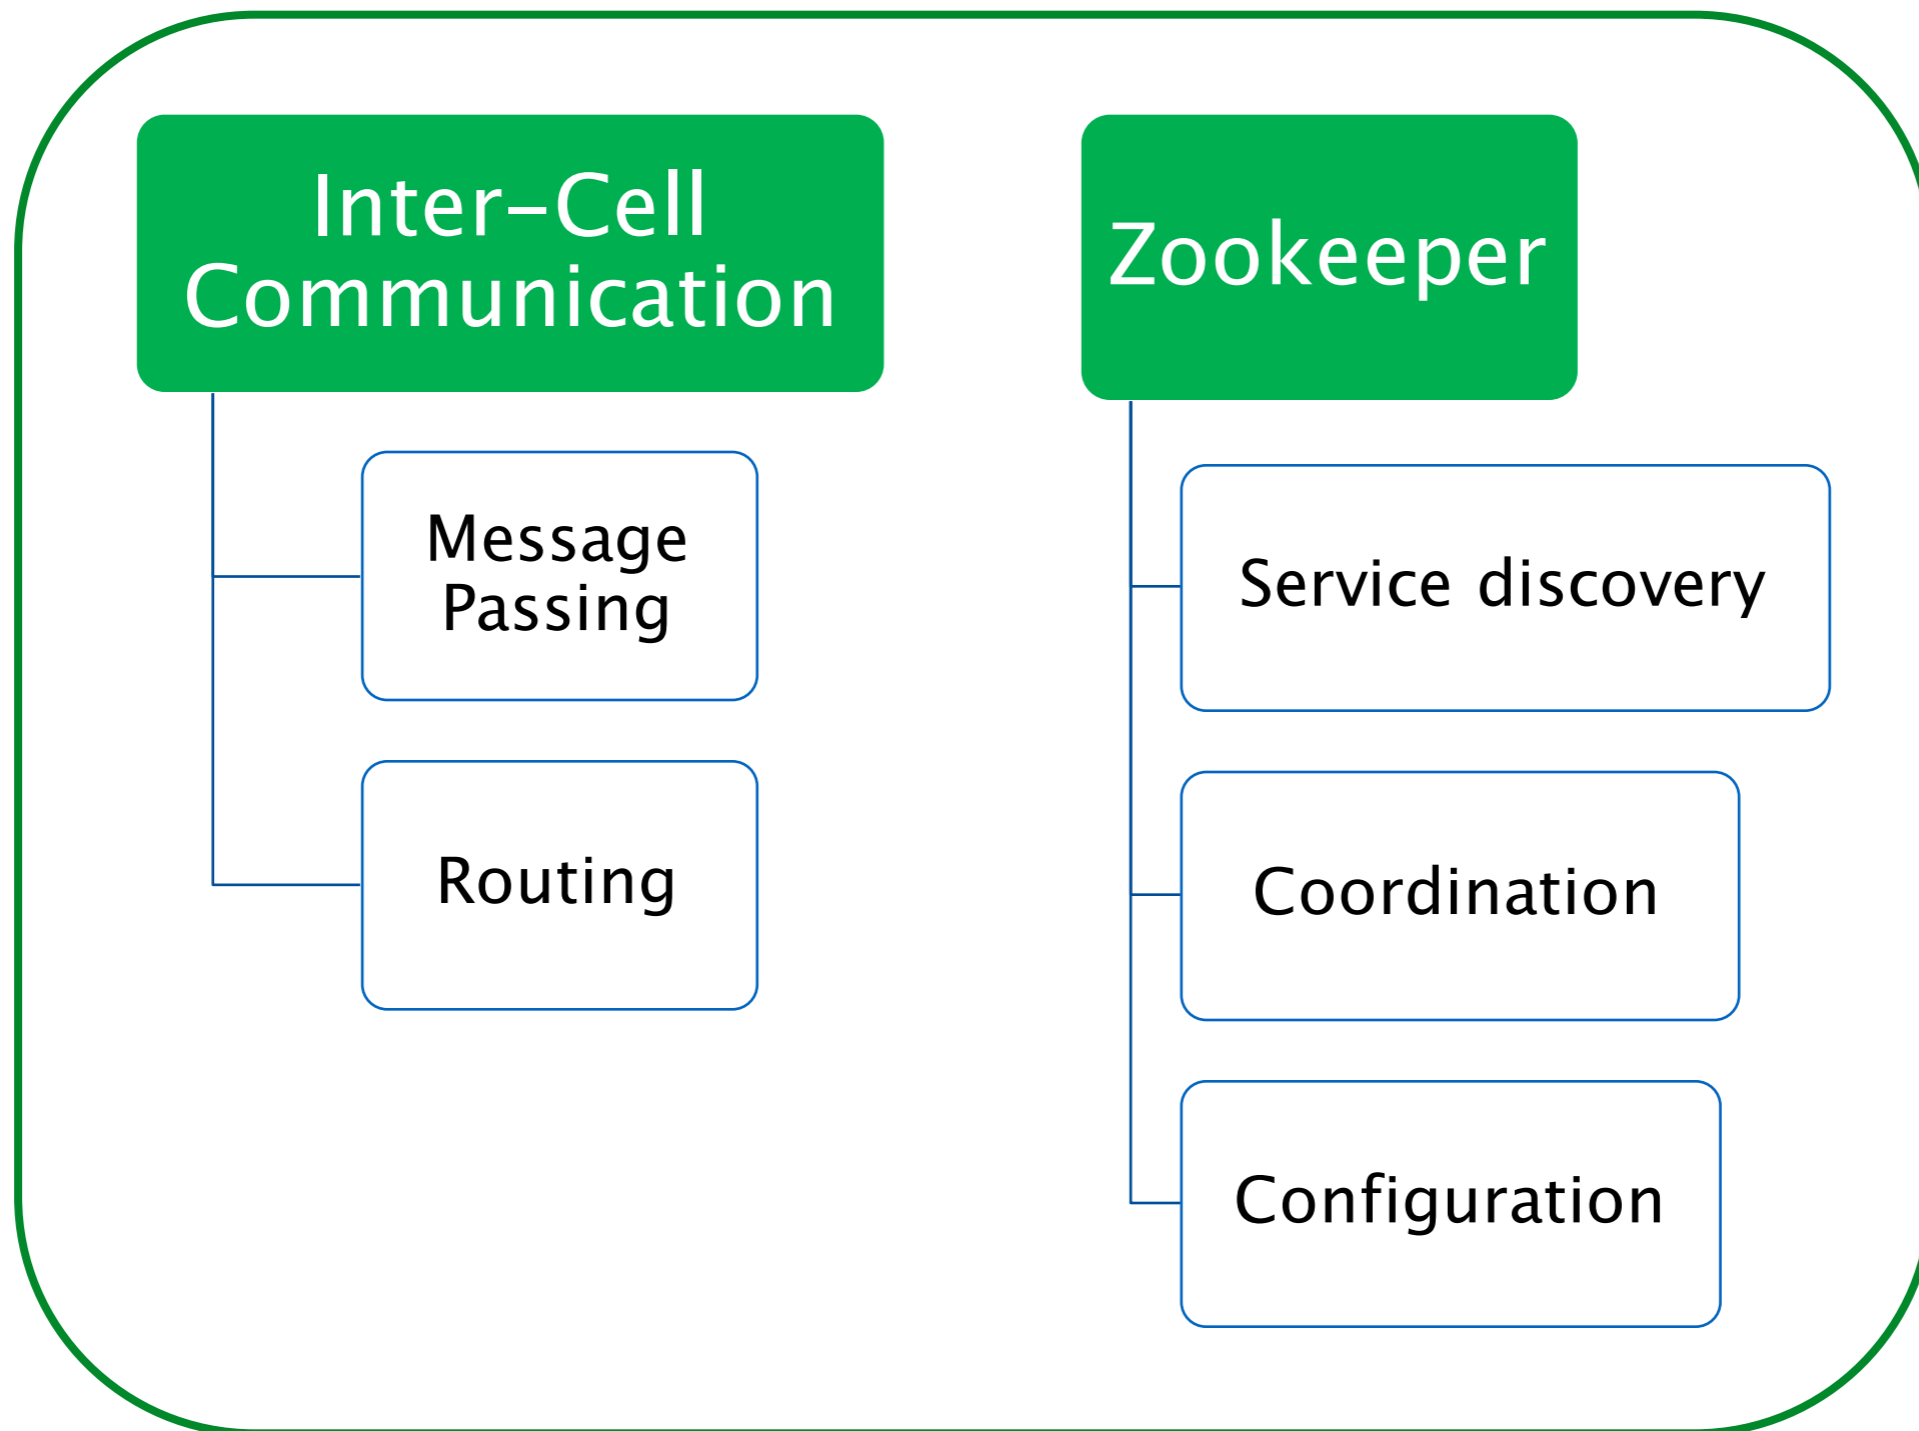 Inter-Cell
Communication
Message
Passing
Routing
Zookeeper
Service discovery
Coordination
Configuration